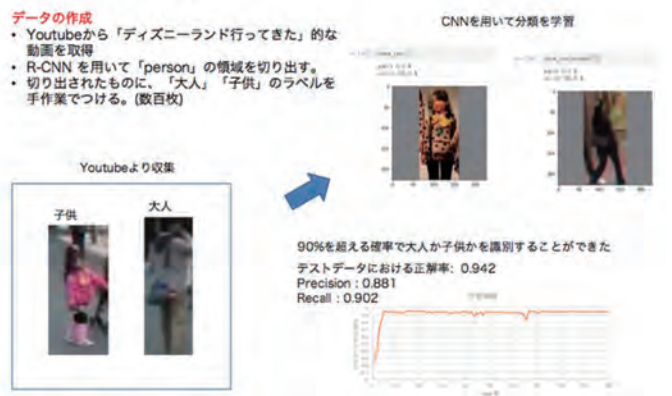 データの作成
• Youtubeから「ディズニーランド行ってきた」的な
動画を取得
• R-CNN を用いて「person」の領域を切り出す。
• 切り出されたものに、「大人」「子供」のラベルを
手作業でつける。(数百枚)
Youtubeより収集
子供
大人
CNNを用いて分類を学習
90%を超える確率で大人か子供かを識別することができた
テストデータにおける正解率: 0.942
Precision : 0.881
Recall : 0.902